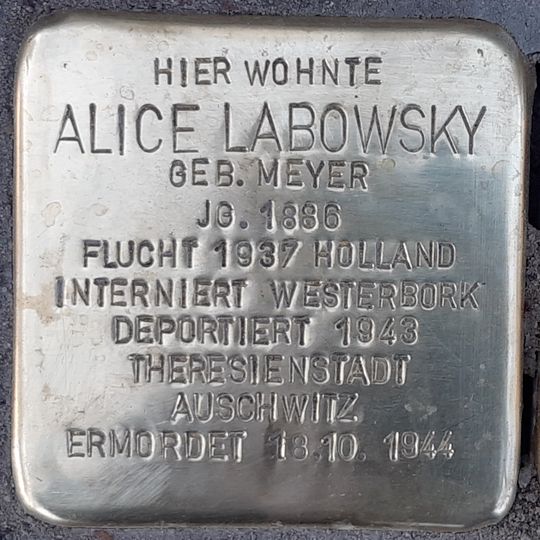 HIER WOHNTE
ALICE LABOWSKY
GEB. MEYER
JG. 1886
FLUCHT 1937 HOLLAND
INTERNIERT WESTERBORK
DEPORTIERT 1943
THERESIENSTADT
AUSCHWITZ
ERMORDET 18.10. 1944